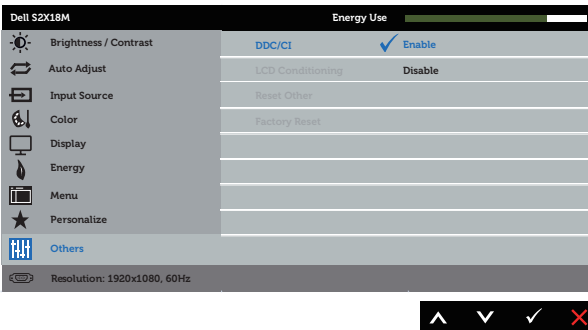 Dell S2X18M Energy Use
Brightness / Contrast
DDC/CI Enable
Auto Adjust
LCD Conditioning Disable
Input Source
Reset Other
Color
Factory Reset
Display
Energy
Menu
Personalize
Others
Resolution: 1920x1080, 60Hz